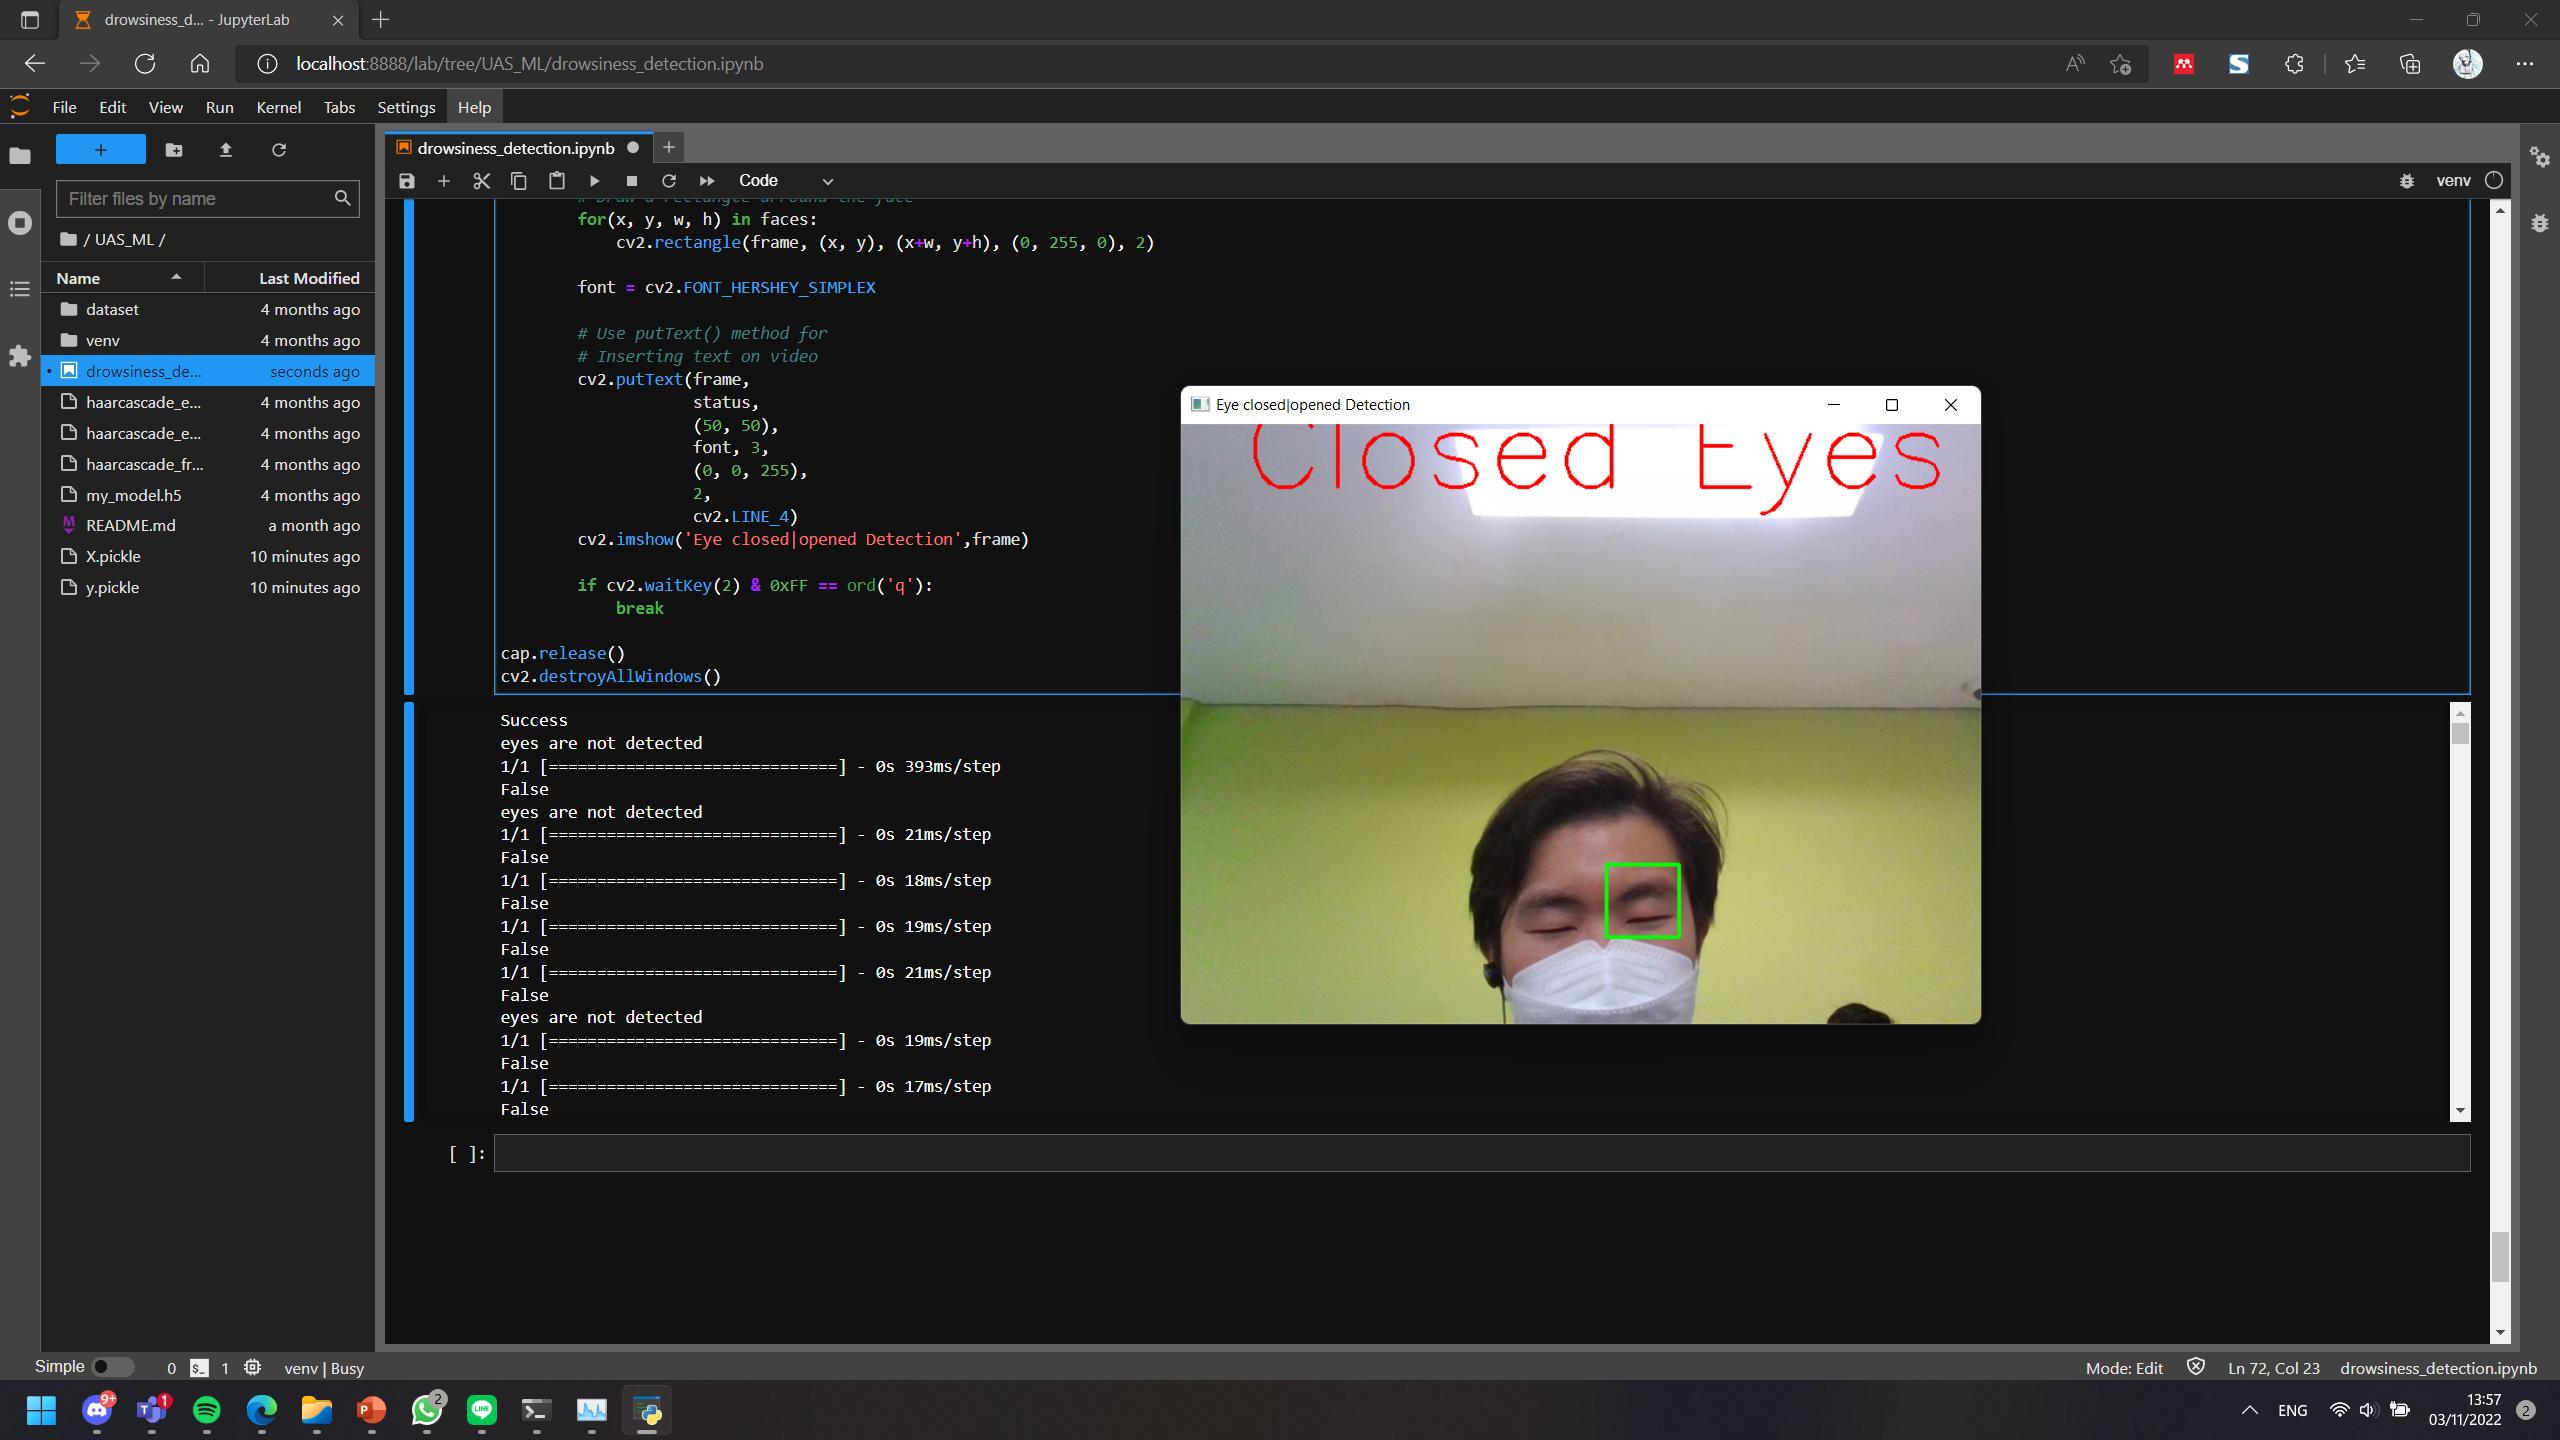 drowsiness_d... - JupyterLab
localhost:8888/lab/tree/UAS_ML/drowsiness_detection.ipynb
File Edit View Run Kernel Tabs Settings Help
drowsiness_detection.ipynb
Code
venv
Filter files by name
/ UAS_ML /
Name Last Modified
dataset 4 months ago
venv 4 months ago
drowsiness_de... seconds ago
haarcascade_e... 4 months ago
haarcascade_e... 4 months ago
haarcascade_fr... 4 months ago
my_model.h5 4 months ago
README.md a month ago
X.pickle 10 minutes ago
y.pickle 10 minutes ago
# Draw a rectangle arround the face
for(x, y, w, h) in faces:
cv2.rectangle(frame, (x, y), (x+w, y+h), (0, 255, 0), 2)
font = cv2.FONT_HERSHEY_SIMPLEX
# Use putText() method for
# Inserting text on video
cv2.putText(frame,
status,
(50, 50),
font, 3,
(0, 0, 255),
2,
cv2.LINE_4)
cv2.imshow('Eye closed|opened Detection',frame)
if cv2.waitKey(2) & 0xFF == ord('q'):
break
cap.release()
cv2.destroyAllWindows()
Success
eyes are not detected
1/1 [==============================] - 0s 393ms/step
False
eyes are not detected
1/1 [==============================] - 0s 21ms/step
False
1/1 [==============================] - 0s 18ms/step
False
1/1 [==============================] - 0s 19ms/step
False
1/1 [==============================] - 0s 21ms/step
False
eyes are not detected
1/1 [==============================] - 0s 19ms/step
False
1/1 [==============================] - 0s 17ms/step
False
[ ]:
Eye closed|opened Detection
Closed Eyes
Simple 0 1 venv | Busy
Mode: Edit Ln 72, Col 23 drowsiness_detection.ipynb
9+ 1 2
ENG
13:57
03/11/2022
2